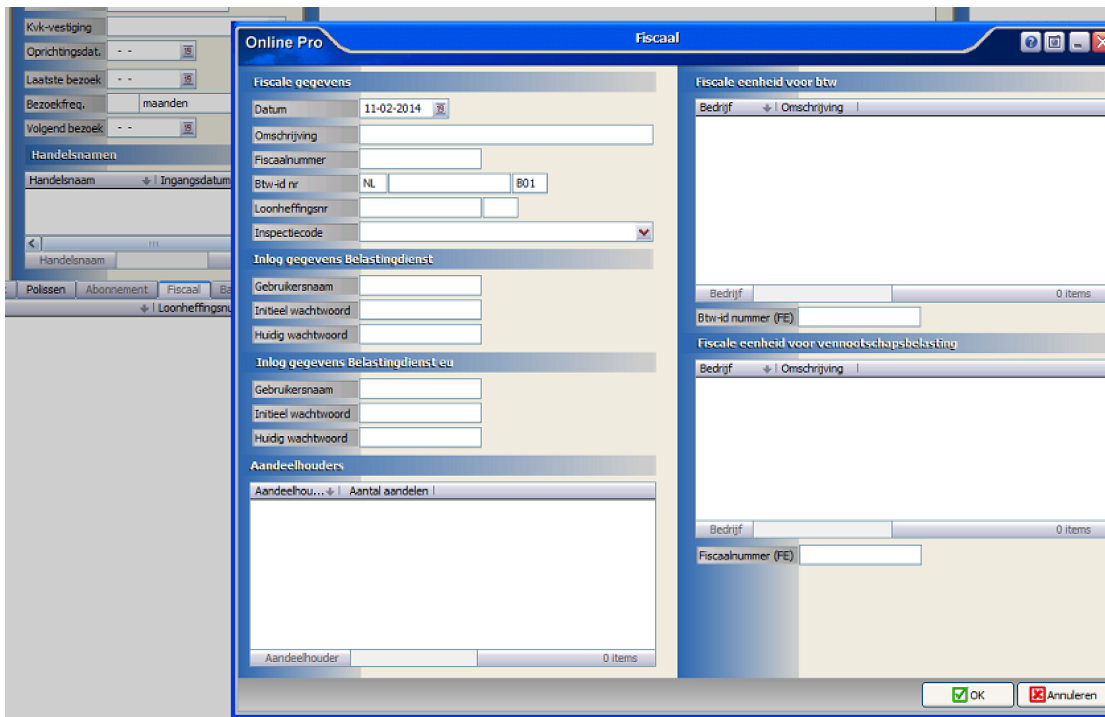 Kvk-vestiging
Oprichtingsdat. - -
Laatste bezoek - -
Bezoekfreq. maanden
Volgend bezoek - -
Handelsnamen
Handelsnaam Ingangsdatum
Handelsnaam
Polissen Abonnement Fiscaal Ba
Loonheffingsnu
Online Pro
Fiscaal
Fiscale gegevens
Datum 11-02-2014
Omschrijving
Fiscaalnummer
Btw-id nr NL B01
Loonheffingsnr
Inspectiecode
Inlog gegevens Belastingdienst
Gebruikersnaam
Initieel wachtwoord
Huidig wachtwoord
Inlog gegevens Belastingdienst eu
Gebruikersnaam
Initieel wachtwoord
Huidig wachtwoord
Aandeelhouders
Aandeelhou... Aantal aandelen
Aandeelhouder 0 items
Fiscale eenheid voor btw
Bedrijf Omschrijving
Bedrijf 0 items
Btw-id nummer (FE)
Fiscale eenheid voor vennootschapsbelasting
Bedrijf Omschrijving
Bedrijf 0 items
Fiscaalnummer (FE)
OK Annuleren